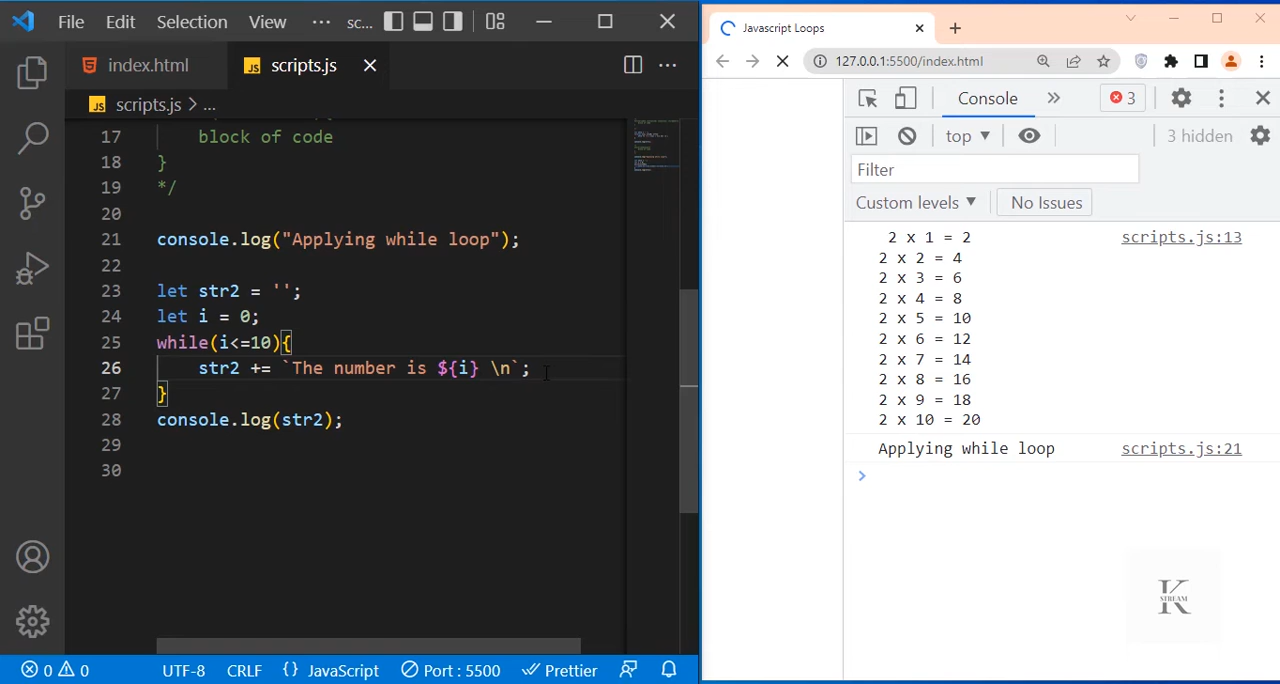 File Edit Selection View ··· sc...
index.html
JS scripts.js
JS scripts.js > ...
17 block of code
18 }
19 */
20
21 console.log("Applying while loop");
22
23 let str2 = '';
24 let i = 0;
25 while(i<=10){
26 str2 += `The number is ${i} \n`;
27 }
28 console.log(str2);
29
30
0 0 UTF-8 CRLF {} JavaScript Port : 5500 Prettier
Javascript Loops
127.0.0.1:5500/index.html
Console 3
top 3 hidden
Filter
Custom levels No Issues
2 x 1 = 2 scripts.js:13
2 x 2 = 4
2 x 3 = 6
2 x 4 = 8
2 x 5 = 10
2 x 6 = 12
2 x 7 = 14
2 x 8 = 16
2 x 9 = 18
2 x 10 = 20
Applying while loop scripts.js:21
>
K
STREAM